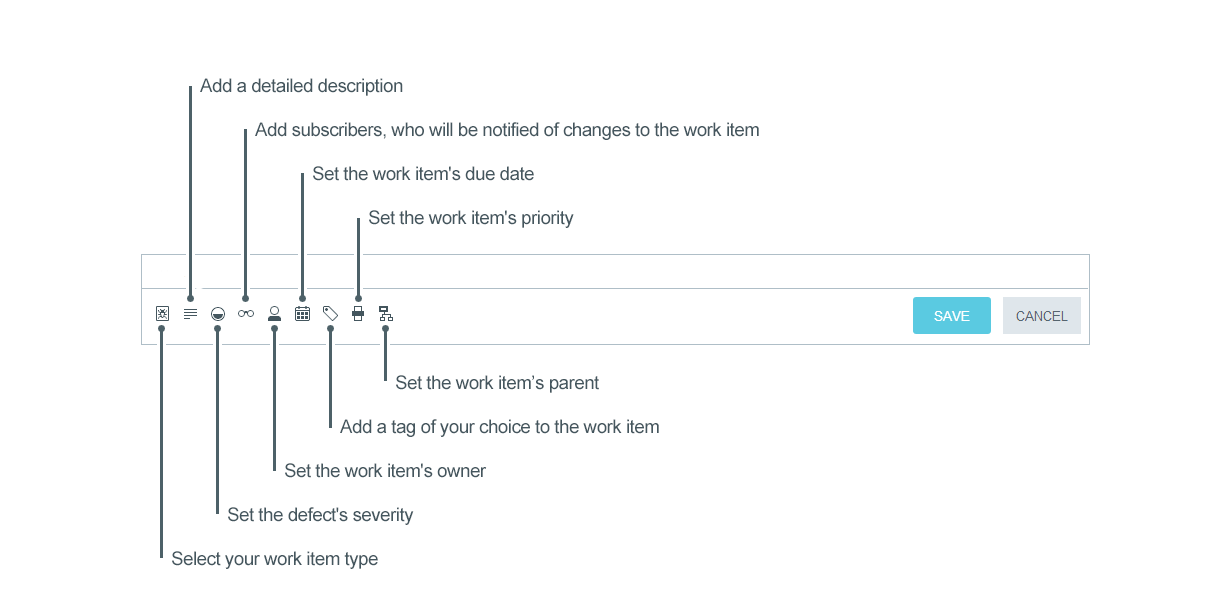 Add a detailed description
Add subscribers, who will be notified of changes to the work item
Set the work item's due date
Set the work item's priority
SAVE
CANCEL
Set the work item’s parent
Add a tag of your choice to the work item
Set the work item's owner
Set the defect's severity
Select your work item type